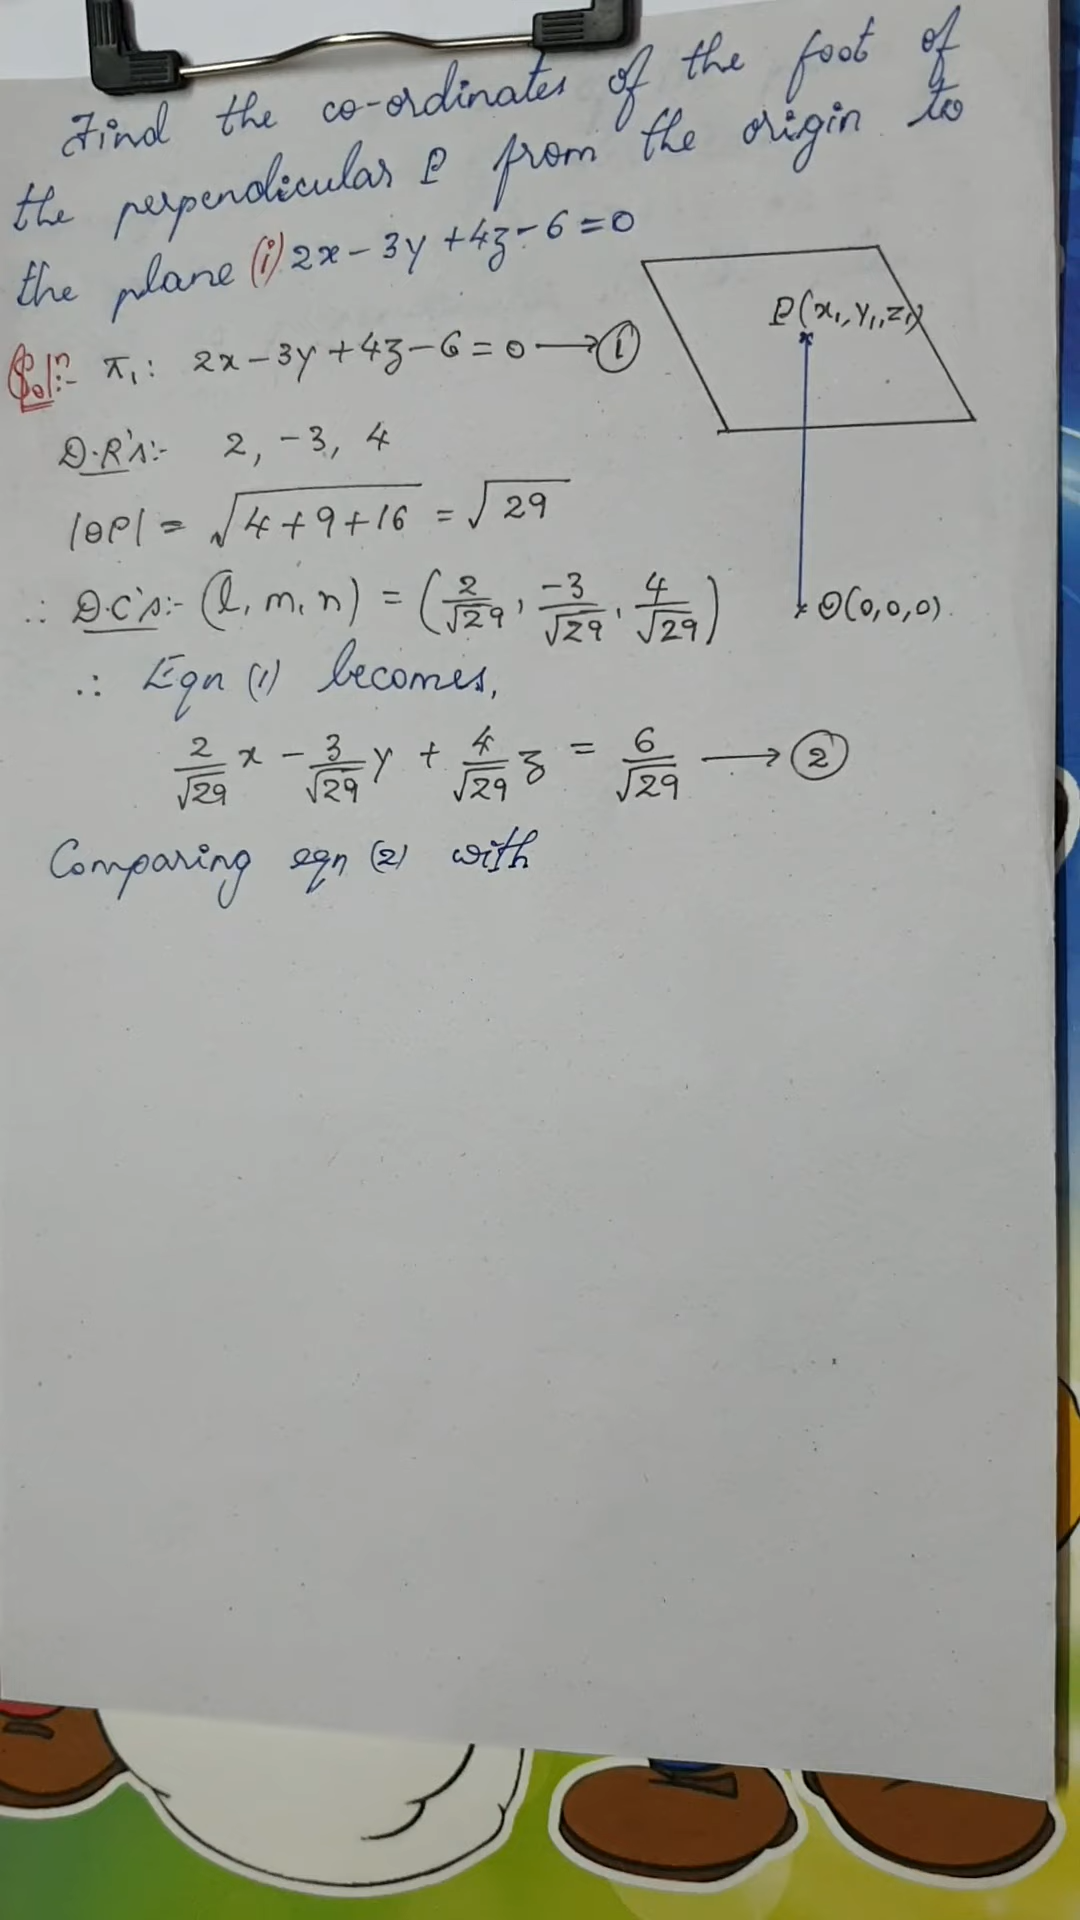 Find the co-ordinates of the foot of
the perpendicular P from the origin to
the plane (i) 2x - 3y + 4z - 6 = 0
P(x₁, y₁, z₁)
Sol:- π₁: 2x - 3y + 4z - 6 = 0 → ①
D.R's:- 2, -3, 4
|OP| = √(4+9+16) = √29
∴ D.C's:- (l, m, n) = (2/√29, -3/√29, 4/√29)
O(0,0,0).
∴ Eqn (1) becomes,
2/√29 x - 3/√29 y + 4/√29 z = 6/√29 → ②
Comparing eqn (2) with